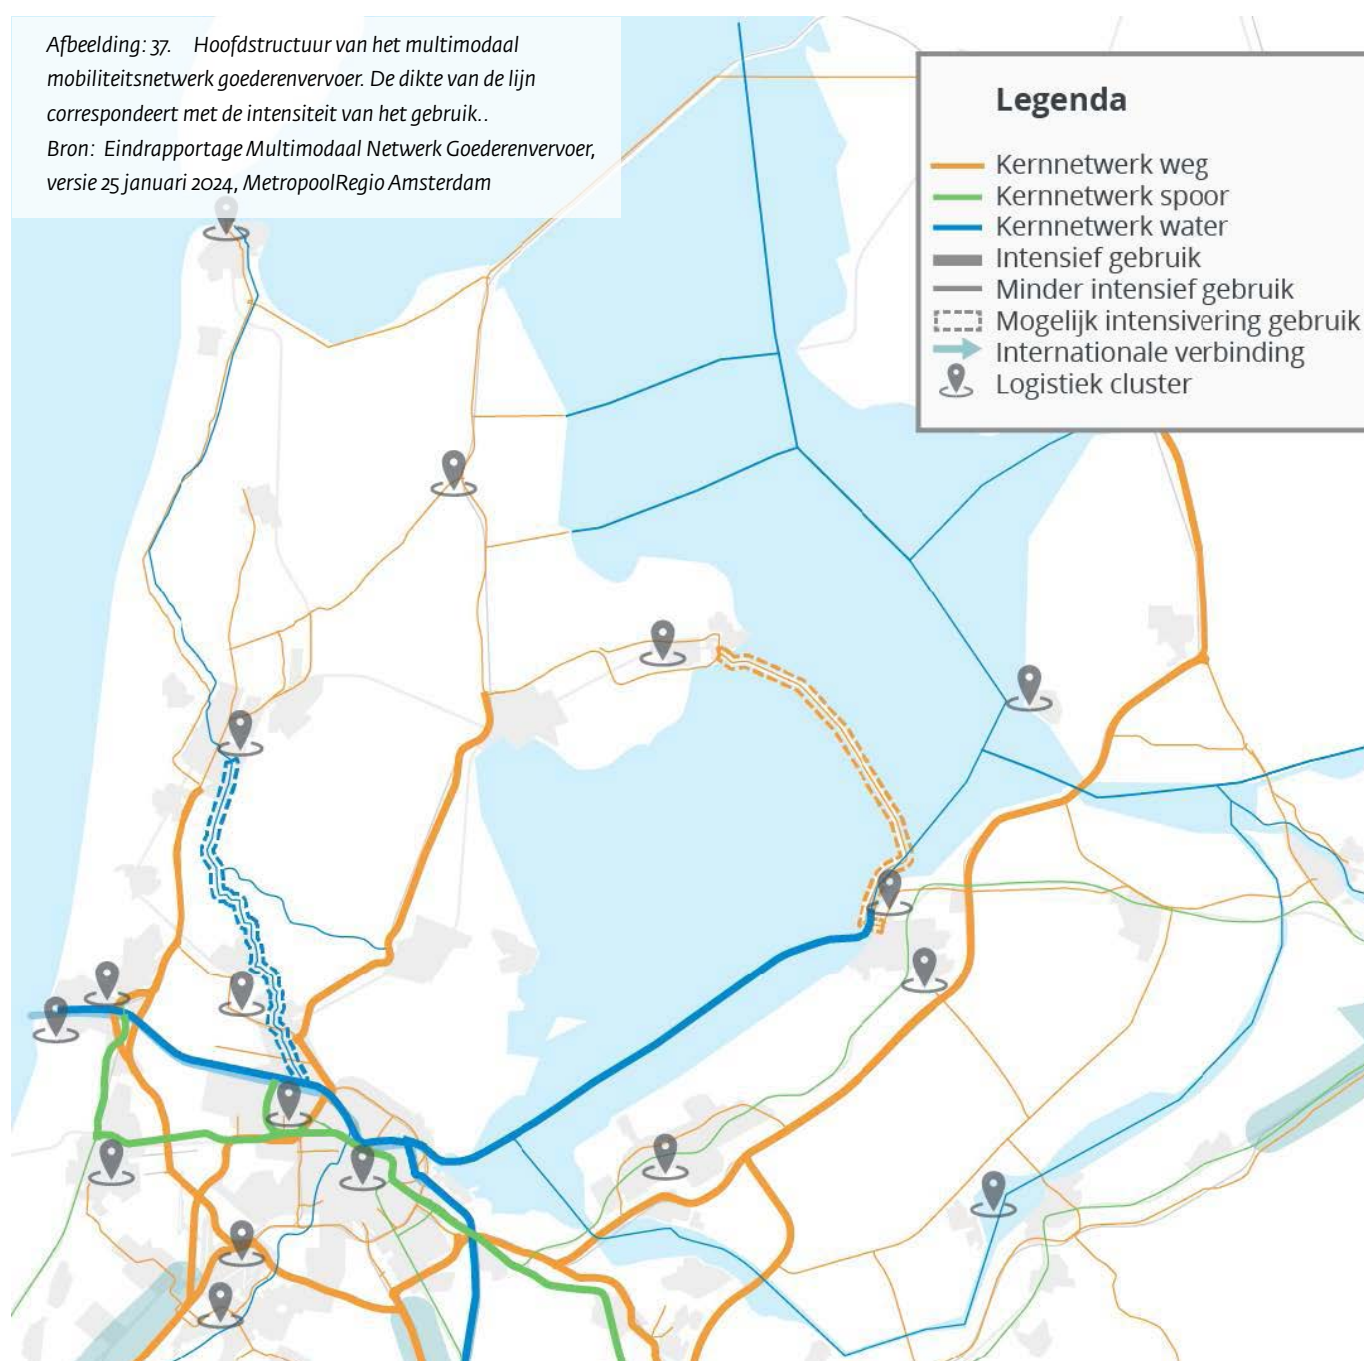 Afbeelding: 37. Hoofdstructuur van het multimodaal
mobiliteitsnetwerk goederenvervoer. De dikte van de lijn
correspondeert met de intensiteit van het gebruik..
Bron: Eindrapportage Multimodaal Netwerk Goederenvervoer,
versie 25 januari 2024, MetropoolRegio Amsterdam
Legenda
Kernnetwerk weg
Kernnetwerk spoor
Kernnetwerk water
Intensief gebruik
Minder intensief gebruik
Mogelijk intensivering gebruik
Internationale verbinding
Logistiek cluster